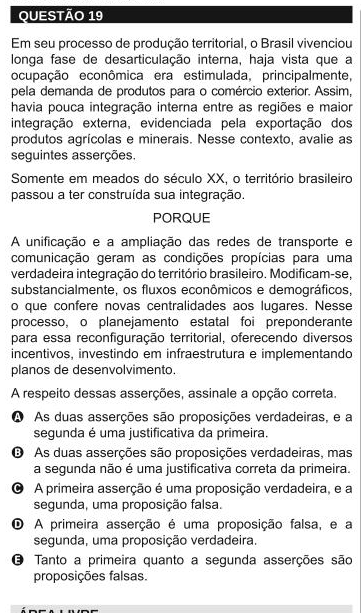 QUESTÃO 19
Em seu processo de produção territorial, o Brasil vivenciou
longa fase de desarticulação interna, haja vista que a
ocupação econômica era estimulada, principalmente,
pela demanda de produtos para o comércio exterior. Assim,
havia pouca integração interna entre as regiões e maior
integração externa, evidenciada pela exportação dos
produtos agrícolas e minerais. Nesse contexto, avalie as
seguintes asserções.
Somente em meados do século XX, o território brasileiro
passou a ter construída sua integração.
PORQUE
A unificação e a ampliação das redes de transporte e
comunicação geram as condições propícias para uma
verdadeira integração do território brasileiro. Modificam-se,
substancialmente, os fluxos econômicos e demográficos,
o que confere novas centralidades aos lugares. Nesse
processo, o planejamento estatal foi preponderante
para essa reconfiguração territorial, oferecendo diversos
incentivos, investindo em infraestrutura e implementando
planos de desenvolvimento.
A respeito dessas asserções, assinale a opção correta.
A As duas asserções são proposições verdadeiras, e a
segunda é uma justificativa da primeira.
B As duas asserções são proposições verdadeiras, mas
a segunda não é uma justificativa correta da primeira.
C A primeira asserção é uma proposição verdadeira, e a
segunda, uma proposição falsa.
D A primeira asserção é uma proposição falsa, e a
segunda, uma proposição verdadeira.
E Tanto a primeira quanto a segunda asserções são
proposições falsas.
ÁREA LIVRE